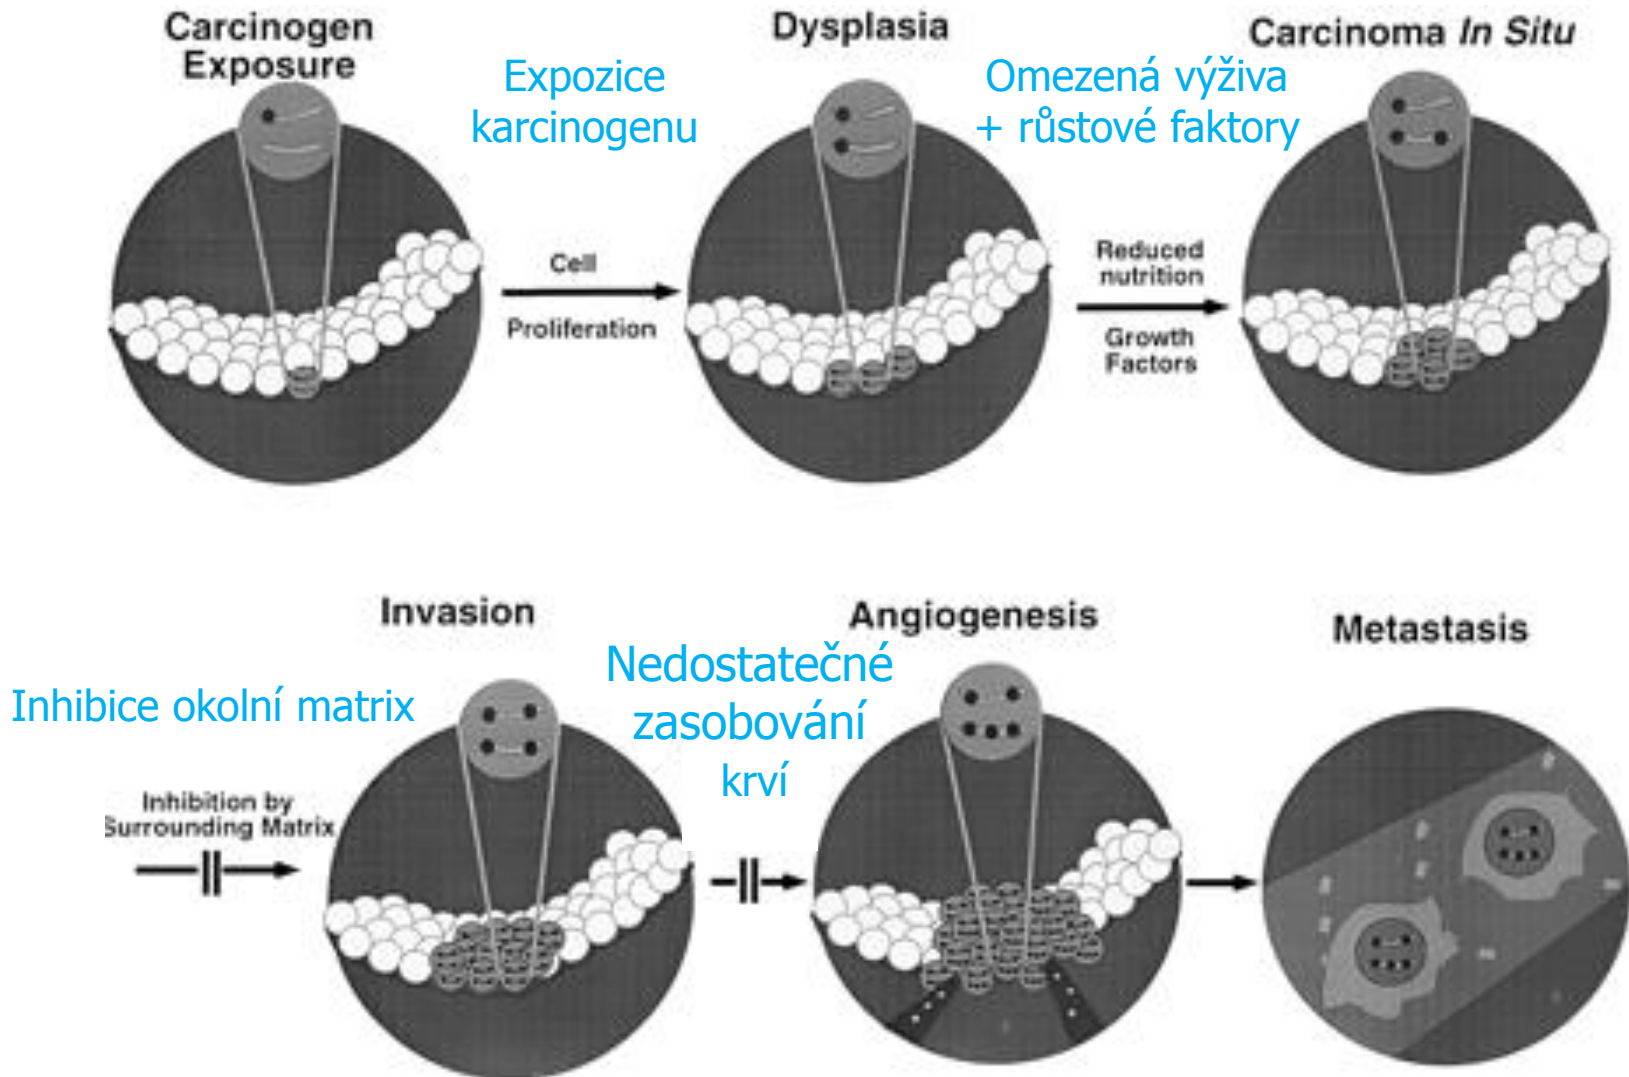 Carcinogen
Exposure
Expozice
karcinogenu
Dysplasia
Omezená výživa
+ růstové faktory
Carcinoma In Situ
Cell
Proliferation
Reduced
nutrition
Growth
Factors
Invasion
Angiogenesis
Metastasis
Inhibice okolní matrix
Nedostatečné
zasobování
krví
Inhibition by
Surrounding Matrix